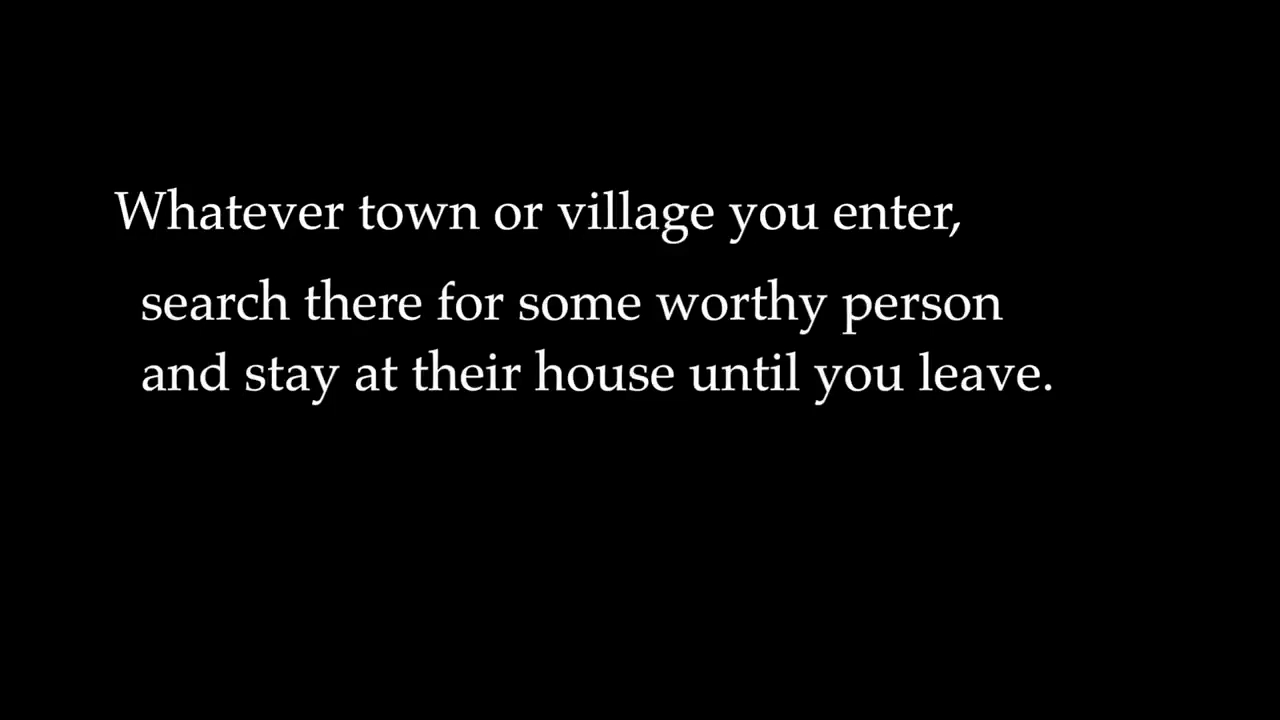 Whatever town or village you enter,
search there for some worthy person
and stay at their house until you leave.